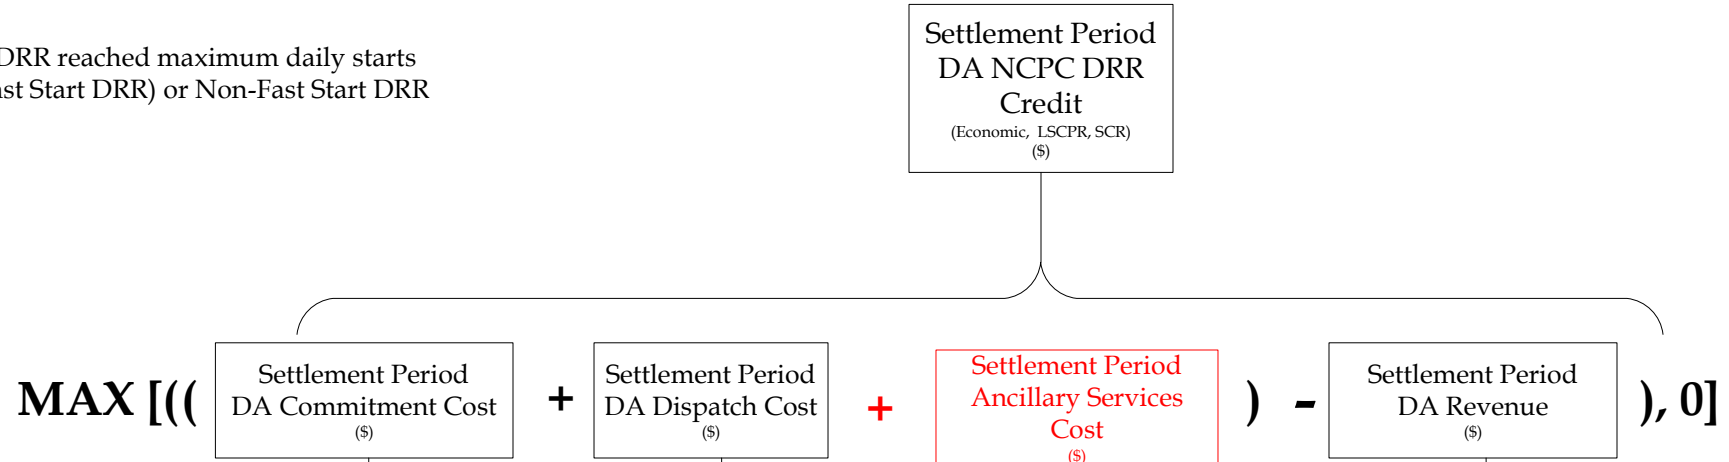 DRR reached maximum daily starts
Start DRR) or Non-Fast Start DRR
Settlement Period
DA NCPC DRR
Credit
(Economic, LSCPR, SCR)
($)
MAX [((
Settlement Period
DA Commitment Cost
($)
+
Settlement Period
DA Dispatch Cost
($)
+
Settlement Period
Ancillary Services
Cost
($)
)
-
Settlement Period
DA Revenue
($)
), 0]